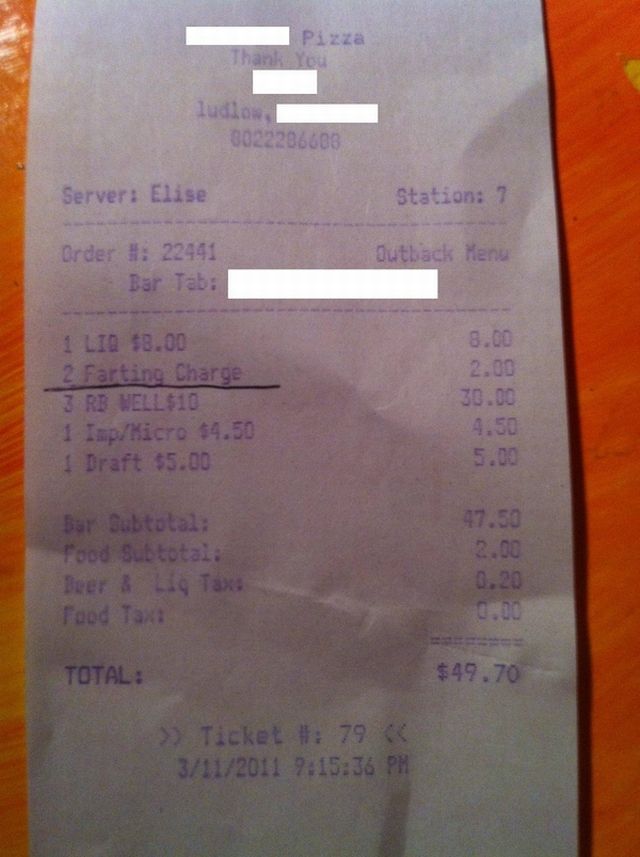 Pizza
Thank You
ludlow,
8022286688
Server: Elise Station: 7
Order #: 22441 Outback Menu
Bar Tab:
1 LIQ $8.00 8.00
2 Farting Charge 2.00
3 RB WELL$10 30.00
1 Imp/Micro $4.50 4.50
1 Draft $5.00 5.00
Bar Subtotal: 47.50
Food Subtotal: 2.00
Beer & Liq Tax: 0.20
Food Tax: 0.00
========
TOTAL: $49.70
>> Ticket #: 79 <<
3/11/2011 9:15:36 PM